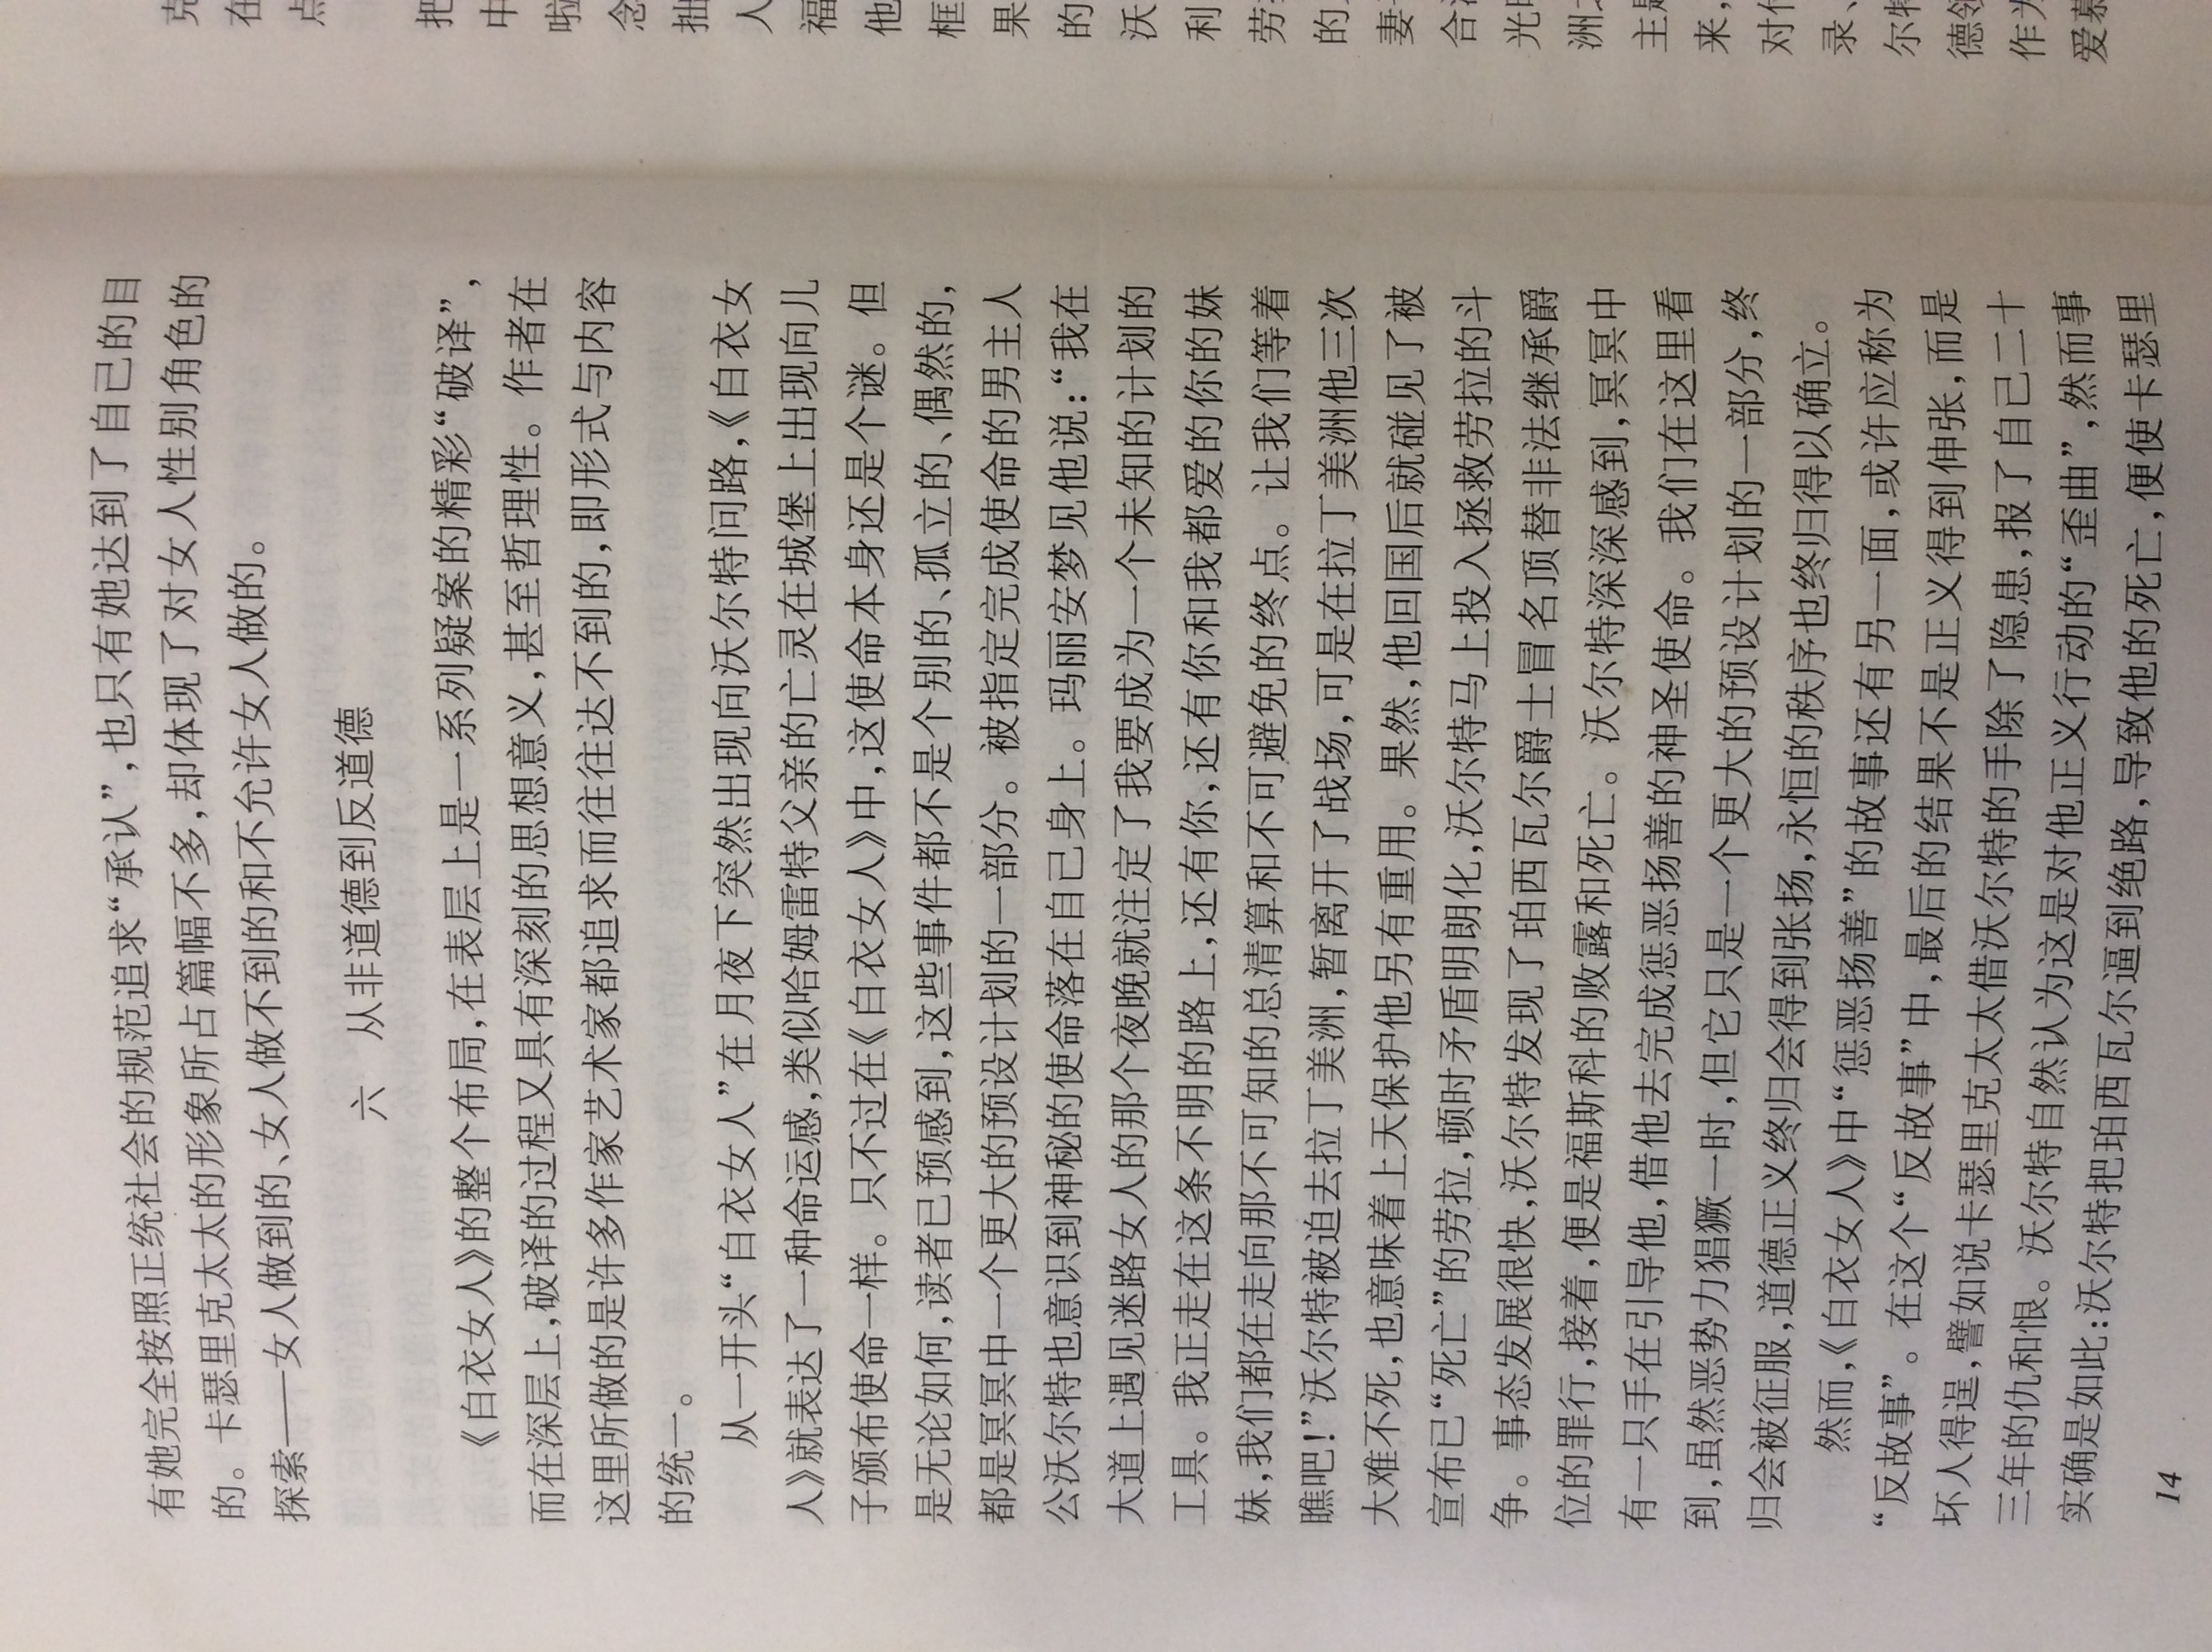 有她完全按照正统社会的规范追求“承认”,也只有她达到了自己的目
的。卡瑟里克太太的形象所占篇幅不多,却体现了对女人性别角色的
探索——女人做到的、女人做不到的和不允许女人做的。
六 从非道德到反道德
《白衣女人》的整个布局,在表层上是一系列疑案的精彩“破译”,
而在深层上,破译的过程又具有深刻的思想意义,甚至哲理性。作者在
这里所做的是许多作家艺术家都追求而往往达不到的,即形式与内容
的统一。
从一开头“白衣女人”在月夜下突然出现向沃尔特问路,《白衣女
人》就表达了一种命运感,类似哈姆雷特父亲的亡灵在城堡上出现向儿
子颁布使命一样。只不过在《白衣女人》中,这使命本身还是个谜。但
是无论如何,读者已预感到,这些事件都不是个别的、孤立的、偶然的,
都是冥冥中一个更大的预设计划的一部分。被指定完成使命的男主人
公沃尔特也意识到神秘的使命落在自己身上。玛丽安梦见他说:“我在
大道上遇见迷路女人的那个夜晚就注定了我要成为一个未知的计划的
工具。我正走在这条不明的路上,还有你,还有你和我都爱的你的妹
妹,我们都在走向那不可知的总清算和不可避免的终点。让我们等着
瞧吧!”沃尔特被迫去拉丁美洲,暂离开了战场,可是在拉丁美洲他三次
大难不死,也意味着上天保护他另有重用。果然,他回国后就碰见了被
宣布已“死亡”的劳拉,顿时矛盾明朗化,沃尔特马上投入拯救劳拉的斗
争。事态发展很快,沃尔特发现了珀西瓦尔爵士冒名顶替非法继承爵
位的罪行,接着,便是福斯科的败露和死亡。沃尔特深深感到,冥冥中
有一只手在引导他,借他去完成惩恶扬善的神圣使命。我们在这里看
到,虽然恶势力猖獗一时,但它只是一个更大的预设计划的一部分,终
归会被征服,道德正义终归会得到张扬,永恒的秩序也终归得以确立。
然而,《白衣女人》中“惩恶扬善”的故事还有另一面,或许应称为
“反故事”。在这个“反故事”中,最后的结果不是正义得到伸张,而是
坏人得逞,譬如说卡瑟里克太太借沃尔特的手除了隐患,报了自己二十
三年的仇和恨。沃尔特自然认为这是对他正义行动的“歪曲”,然而事
实确是如此:沃尔特把珀西瓦尔逼到绝路,导致他的死亡,便使卡瑟里
14
在
点
把
中
念
拙
人
福
他
框
果
的
沃
利
劳
的
妻
合
光
洲
主
来,
对
录、
尔
德
作
爱